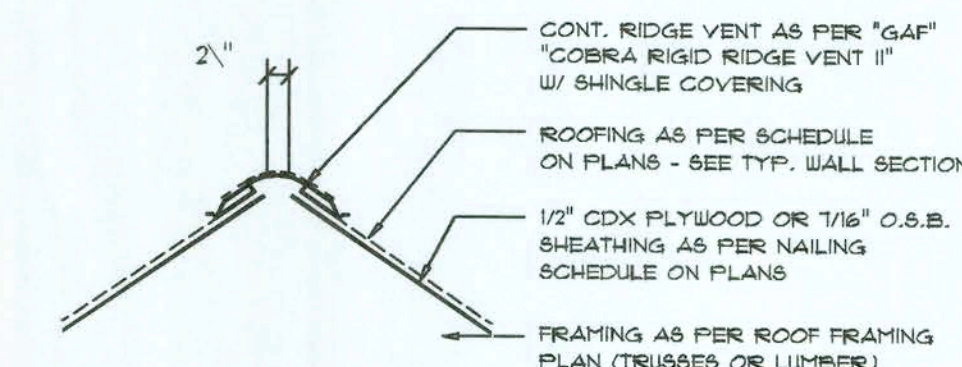 2\"
CONT. RIDGE VENT AS PER "GAF"
"COBRA RIGID RIDGE VENT II"
W/ SHINGLE COVERING
ROOFING AS PER SCHEDULE
ON PLANS - SEE TYP. WALL SECTION
1/2" CDX PLYWOOD OR 7/16" O.S.B.
SHEATHING AS PER NAILING
SCHEDULE ON PLANS
FRAMING AS PER ROOF FRAMING
PLAN (TRUSSES OR LUMBER)